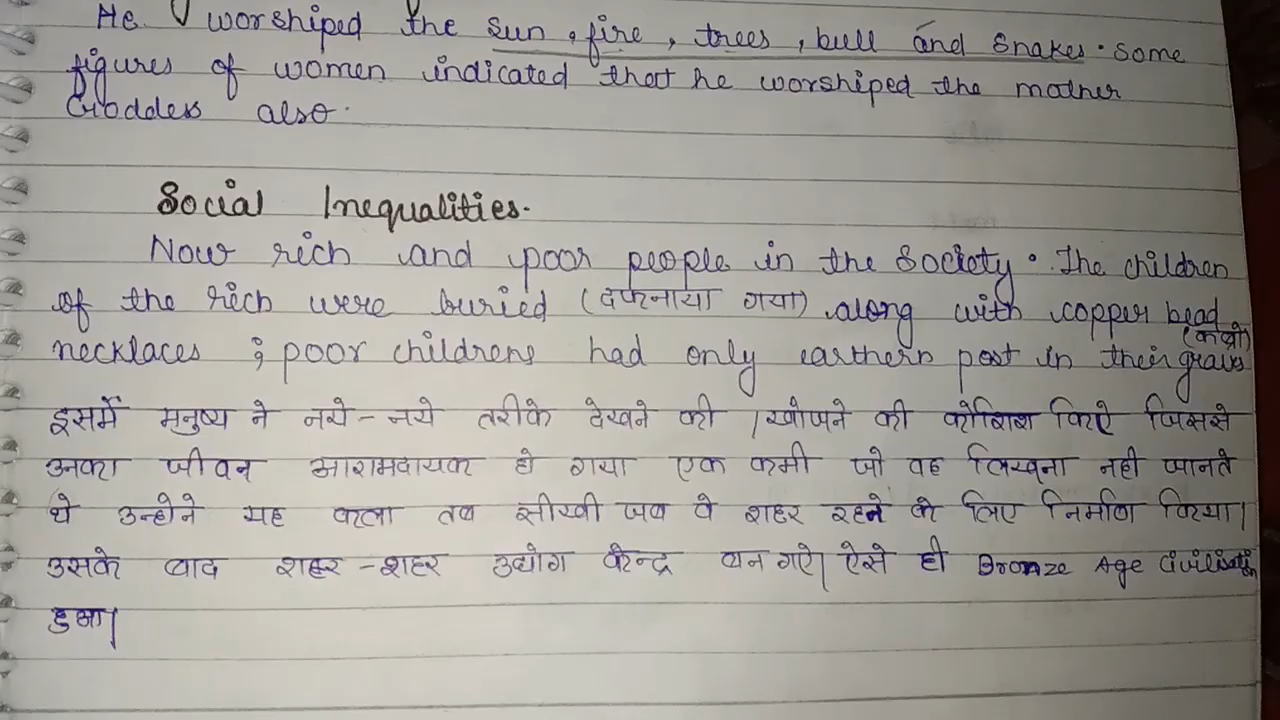 He worshiped the sun, fire, trees, bull and snakes. some
figures of women indicated that he worshiped the mother
Goddess also.
Social Inequalities.
Now rich and poor people in the Society. The children
of the rich were buried (दफनाया गया) along with copper bead
necklaces ; poor childrens had only earthern post in their graves (कब्रो)
इसमें मनुष्य ने नये-नये तरीके देखने की / खोजने की कोशिश किऐ जिससे
उनका जीवन आरामदायक हो गया एक कमी जो वह लिखना नही जानते
थे उन्होने यह कला तब सीखी जब वे शहर रहने के लिए निर्माण किया।
उसके बाद शहर-शहर उद्योग केन्द्र बन गऐ। ऐसे ही Bronze Age Civilisation
हुआ।